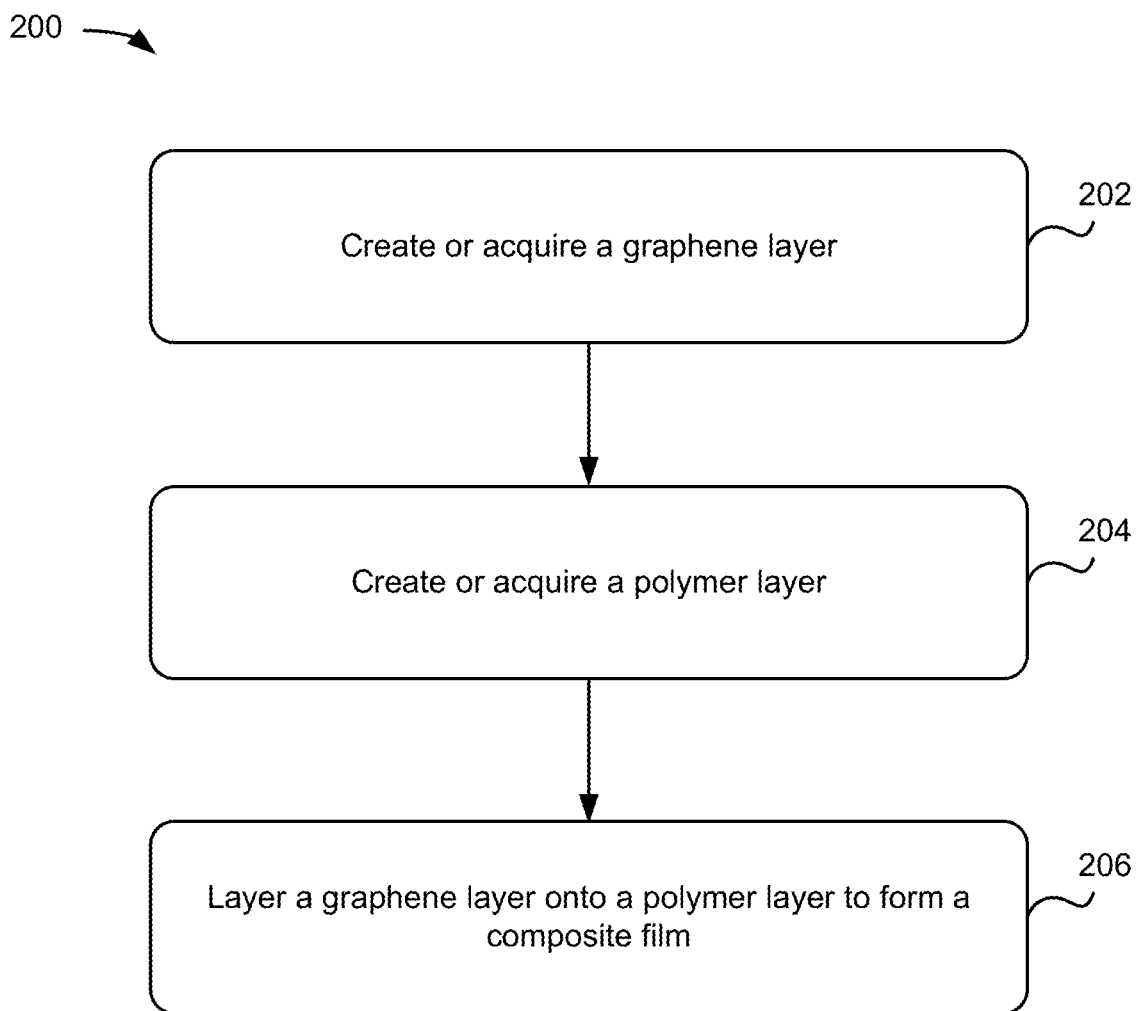 200
202
Create or acquire a graphene layer
204
Create or acquire a polymer layer
206
Layer a graphene layer onto a polymer layer to form a
composite film